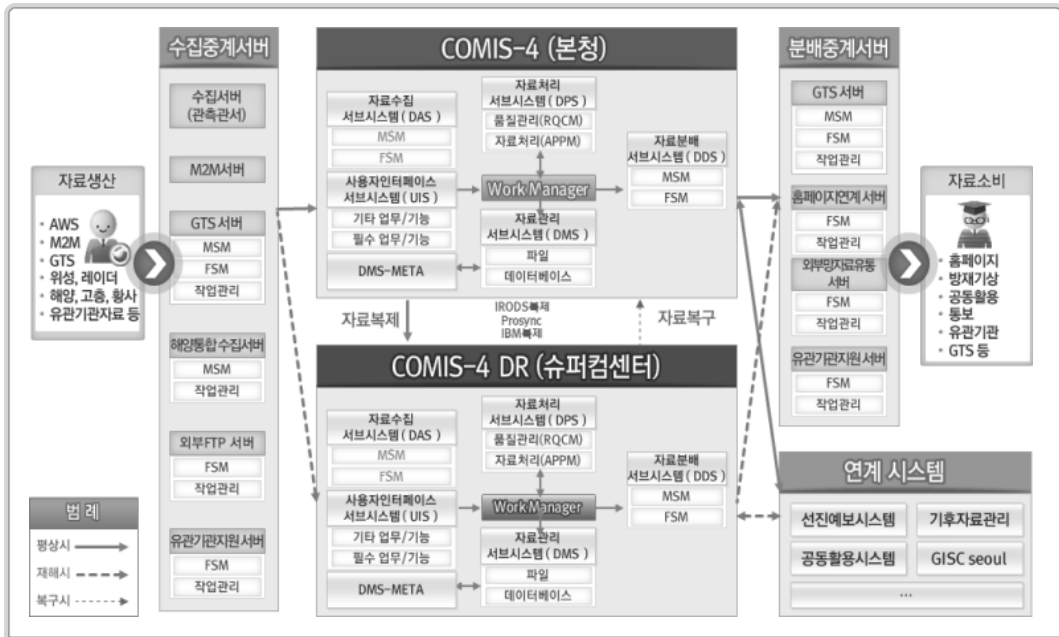 자료생산
• AWS
• M2M
• GTS
• 위성, 레이더
• 해양, 고층, 황사
• 유관기관자료 등
범 례
평상시
재해시
복구시
수집중계서버
수집서버
(관측관서)
M2M서버
GTS 서버
MSM
FSM
작업관리
해양통합 수집서버
MSM
작업관리
외부FTP 서버
FSM
작업관리
유관기관지원 서버
FSM
작업관리
COMIS-4 (본청)
자료수집
서브시스템( DAS )
MSM
FSM
사용자인터페이스
서브시스템( UIS )
기타 업무/기능
필수 업무/기능
DMS-META
자료처리
서브시스템( DPS )
품질관리(RQCM)
자료처리(APPM)
Work Manager
자료관리
서브시스템( DMS )
파일
데이터베이스
자료분배
서브시스템( DDS )
MSM
FSM
자료복제
IRODS복제
Prosync
IBM복제
자료복구
COMIS-4 DR (슈퍼컴센터)
자료수집
서브시스템( DAS )
MSM
FSM
사용자인터페이스
서브시스템( UIS )
기타 업무/기능
필수 업무/기능
DMS-META
자료처리
서브시스템( DPS )
품질관리(RQCM)
자료처리(APPM)
Work Manager
자료관리
서브시스템( DMS )
파일
데이터베이스
자료분배
서브시스템( DDS )
MSM
FSM
분배중계서버
GTS 서버
MSM
FSM
작업관리
홈페이지연계 서버
FSM
작업관리
외부망자료유통
서버
FSM
작업관리
유관기관지원 서버
FSM
작업관리
연계 시스템
선진예보시스템
기후자료관리
공동활용시스템
GISC seoul
...
자료소비
• 홈페이지
• 방재기상
• 공동활용
• 통보
• 유관기관
• GTS 등